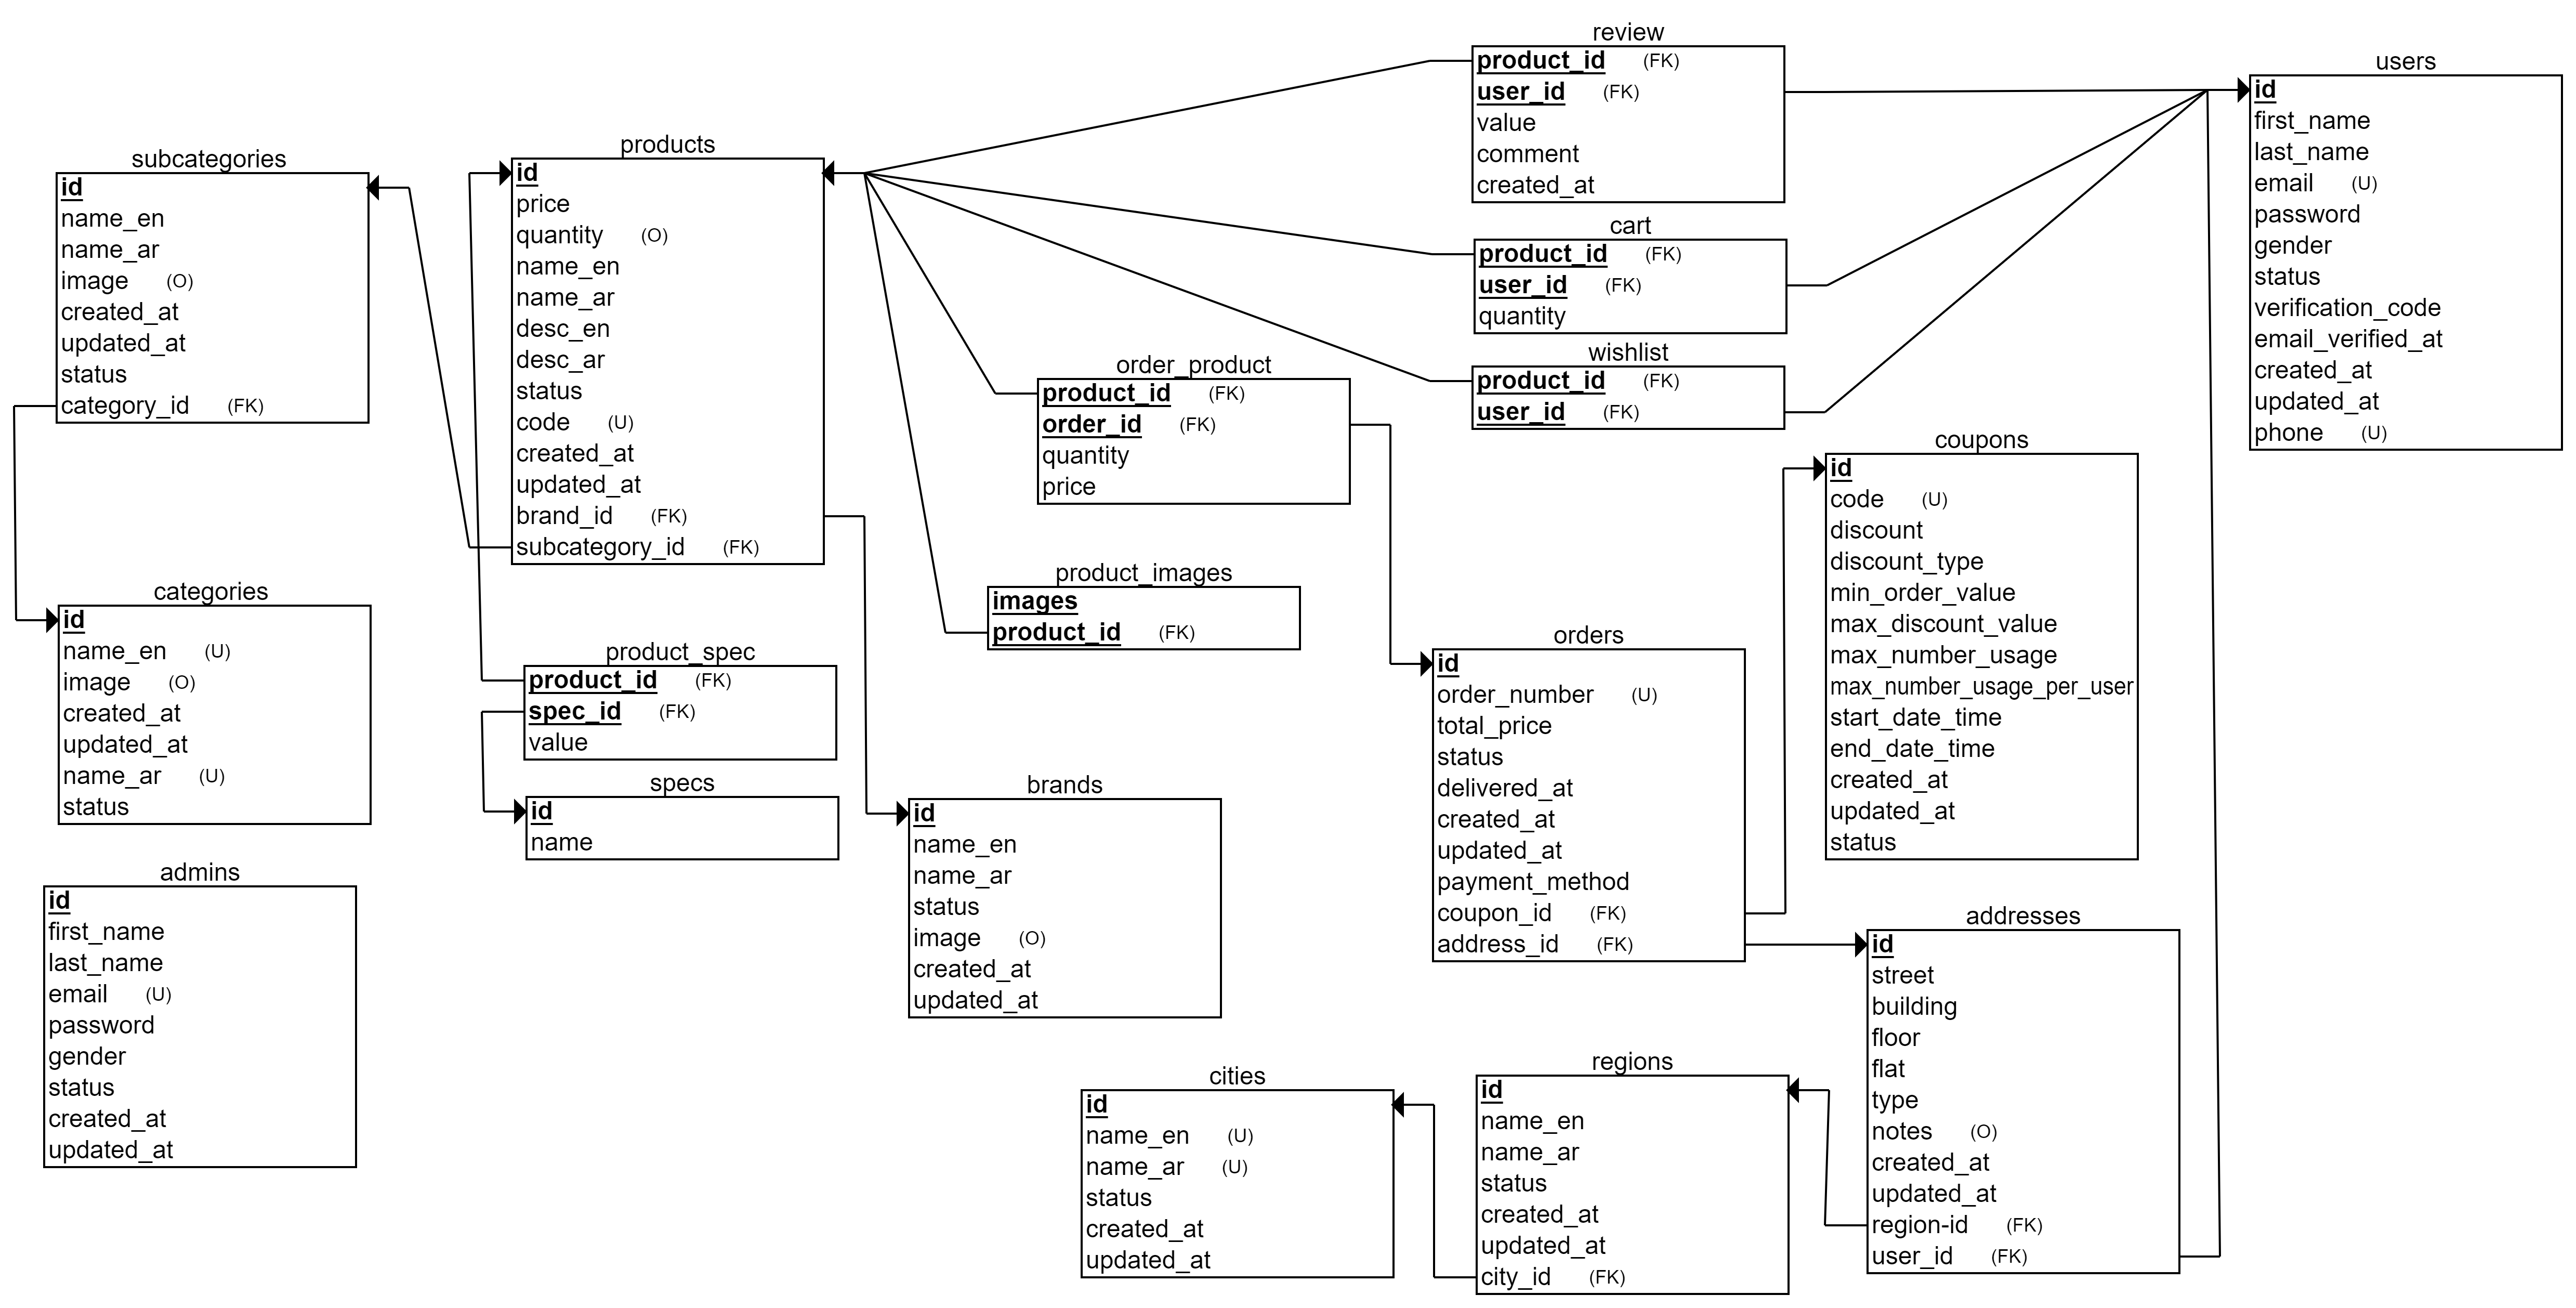 review
product_id (FK)
user_id (FK)
value
comment
created_at
users
id
first_name
last_name
email (U)
password
gender
status
verification_code
email_verified_at
created_at
updated_at
phone (U)
subcategories
id
name_en
name_ar
image (O)
created_at
updated_at
status
category_id (FK)
products
id
price
quantity (O)
name_en
name_ar
desc_en
desc_ar
status
code (U)
created_at
updated_at
brand_id (FK)
subcategory_id (FK)
cart
product_id (FK)
user_id (FK)
quantity
wishlist
product_id (FK)
user_id (FK)
order_product
product_id (FK)
order_id (FK)
quantity
price
coupons
id
code (U)
discount
discount_type
min_order_value
max_discount_value
max_number_usage
max_number_usage_per_user
start_date_time
end_date_time
created_at
updated_at
status
product_images
images
product_id (FK)
categories
id
name_en (U)
image (O)
created_at
updated_at
name_ar (U)
status
product_spec
product_id (FK)
spec_id (FK)
value
orders
id
order_number (U)
total_price
status
delivered_at
created_at
updated_at
payment_method
coupon_id (FK)
address_id (FK)
specs
id
name
brands
id
name_en
name_ar
status
image (O)
created_at
updated_at
admins
id
first_name
last_name
email (U)
password
gender
status
created_at
updated_at
addresses
id
street
building
floor
flat
type
notes (O)
created_at
updated_at
region-id (FK)
user_id (FK)
cities
id
name_en (U)
name_ar (U)
status
created_at
updated_at
regions
id
name_en
name_ar
status
created_at
updated_at
city_id (FK)